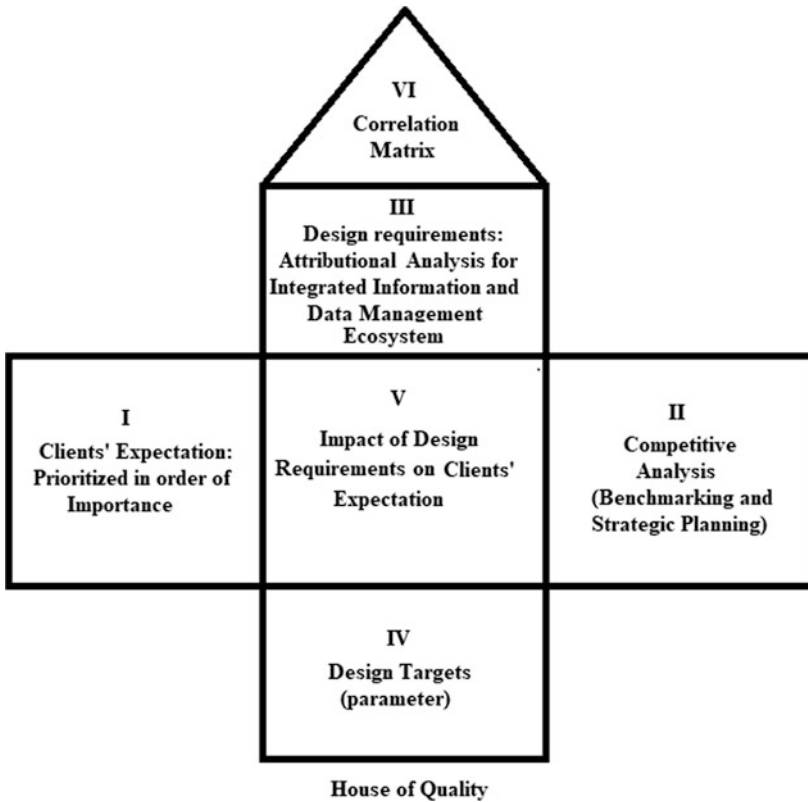 VI
Correlation
Matrix
III
Design requirements:
Attributional Analysis for
Integrated Information and
Data Management
Ecosystem
I
Clients' Expectation:
Prioritized in order of
Importance
V
Impact of Design
Requirements on Clients'
Expectation
II
Competitive
Analysis
(Benchmarking and
Strategic Planning)
IV
Design Targets
(parameter)
House of Quality